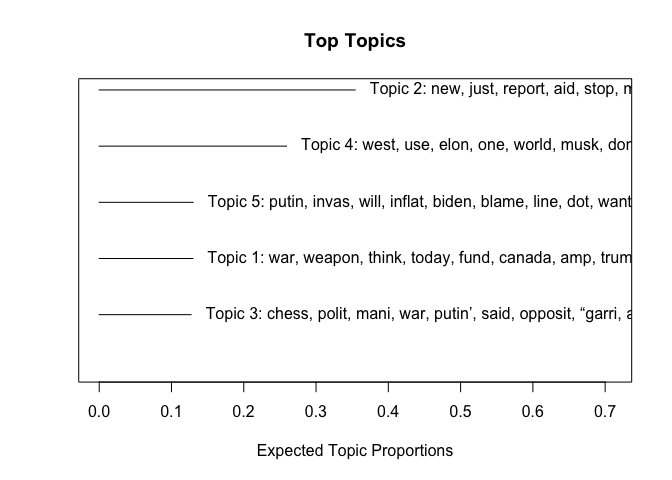 Top Topics
Topic 2: new, just, report, aid, stop,
Topic 4: west, use, elon, one, world, musk,
Topic 5: putin, invas, will, inflat, biden, blame, line, dot, want
Topic 1: war, weapon, think, today, fund, canada, amp, trum
Topic 3: chess, polit, mani, war, putin’, said, opposit, “garri,
0.0 0.1 0.2 0.3 0.4 0.5 0.6 0.7
Expected Topic Proportions